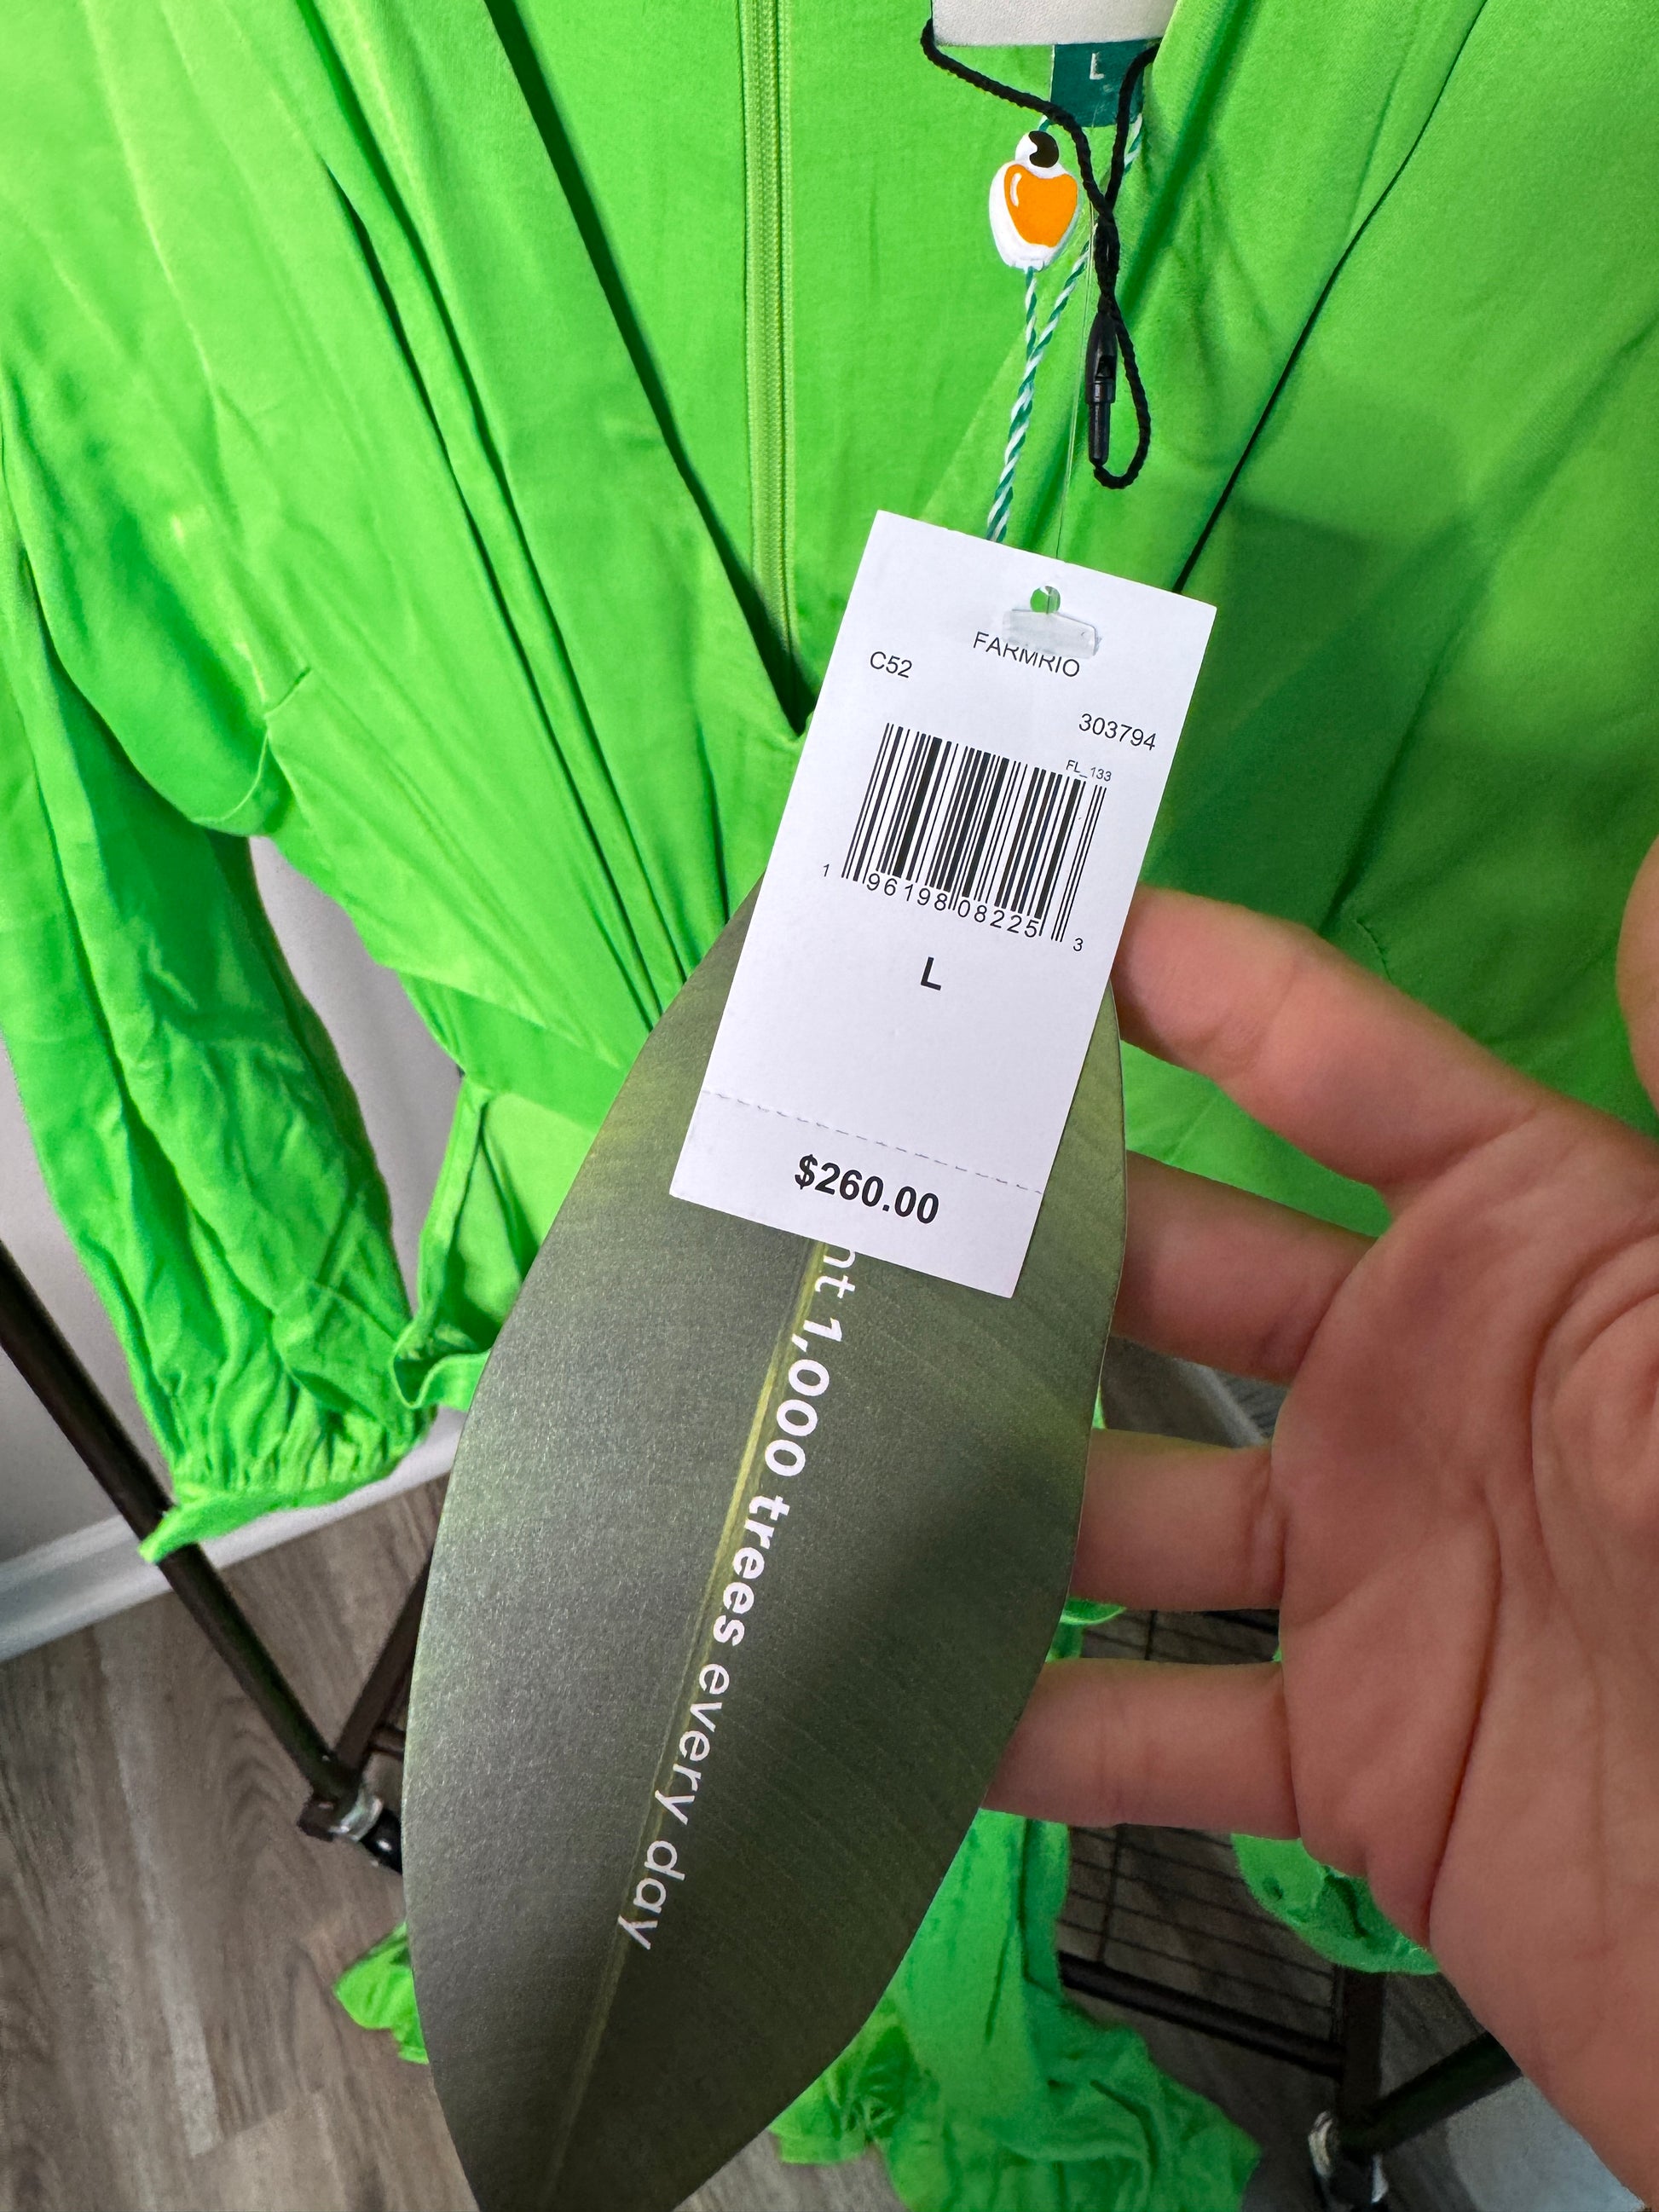 L
FARMRIO
C52
303794
FL_133
1 96198 08225 3
L
$260.00
nt 1,000 trees every day